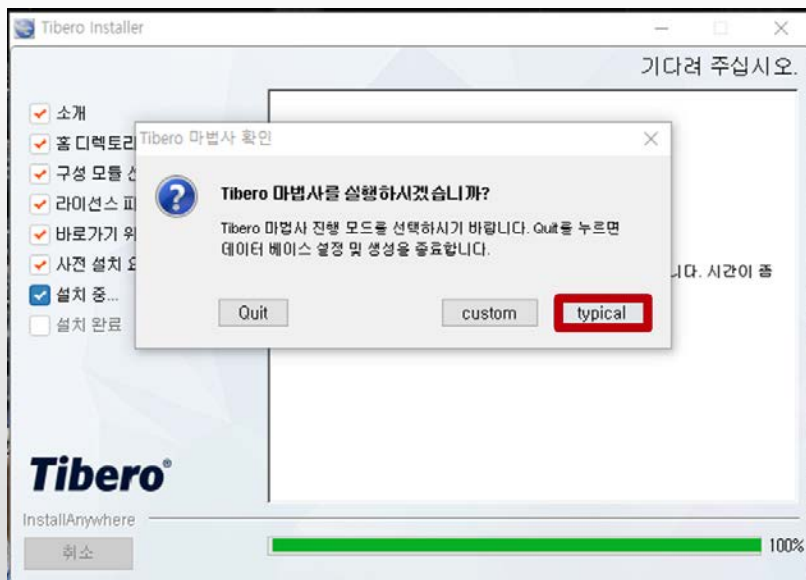 Tibero Installer
기다려 주십시오.
소개
홈 디렉토리
구성 모듈 선
라이선스 파
바로가기 위
사전 설치 요
설치 중...
설치 완료
Tibero 마법사 확인
Tibero 마법사를 실행하시겠습니까?
Tibero 마법사 진행 모드를 선택하시기 바랍니다. Quit를 누르면
데이터 베이스 설정 및 생성을 종료합니다.
Quit
custom
typical
니다. 시간이 좀
Tibero®
InstallAnywhere
취소
100%